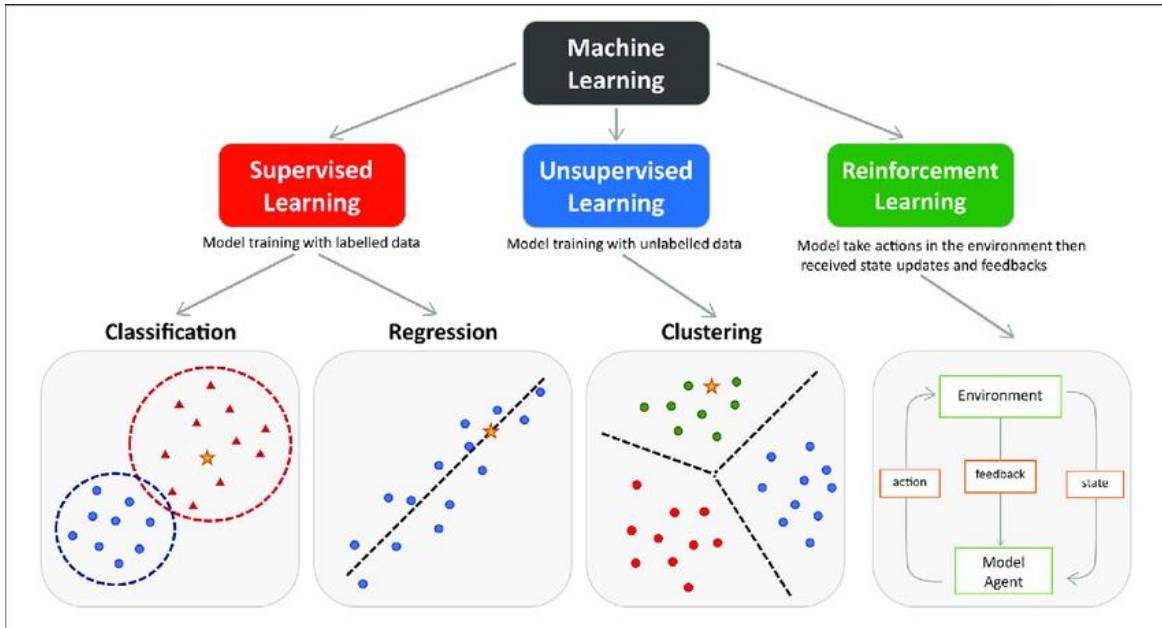 Machine
Learning
Supervised
Learning
Unsupervised
Learning
Reinforcement
Learning
Model training with labelled data
Model training with unlabelled data
Model take actions in the environment then
received state updates and feedbacks
Classification
Regression
Clustering
Environment
action
feedback
state
Model
Agent